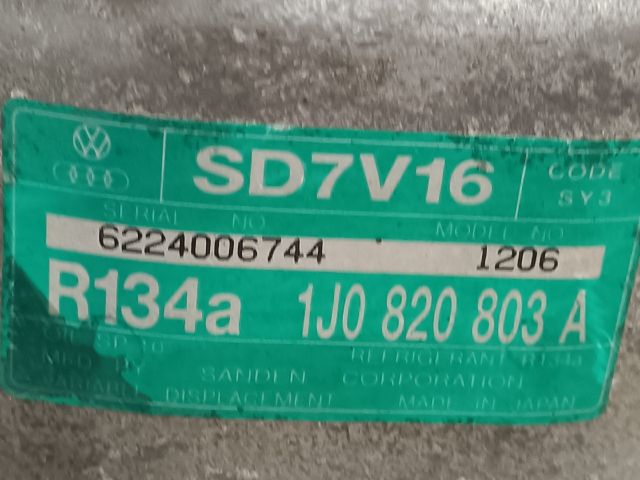 SD7V16
CODE
SY3
SERIAL NO
MODEL NO
6224006744
1206
R134a
1J0 820 803 A
REFRIGERANT
SANDEN CORPORATION
VARIABLE DISPLACEMENT
MADE IN JAPAN